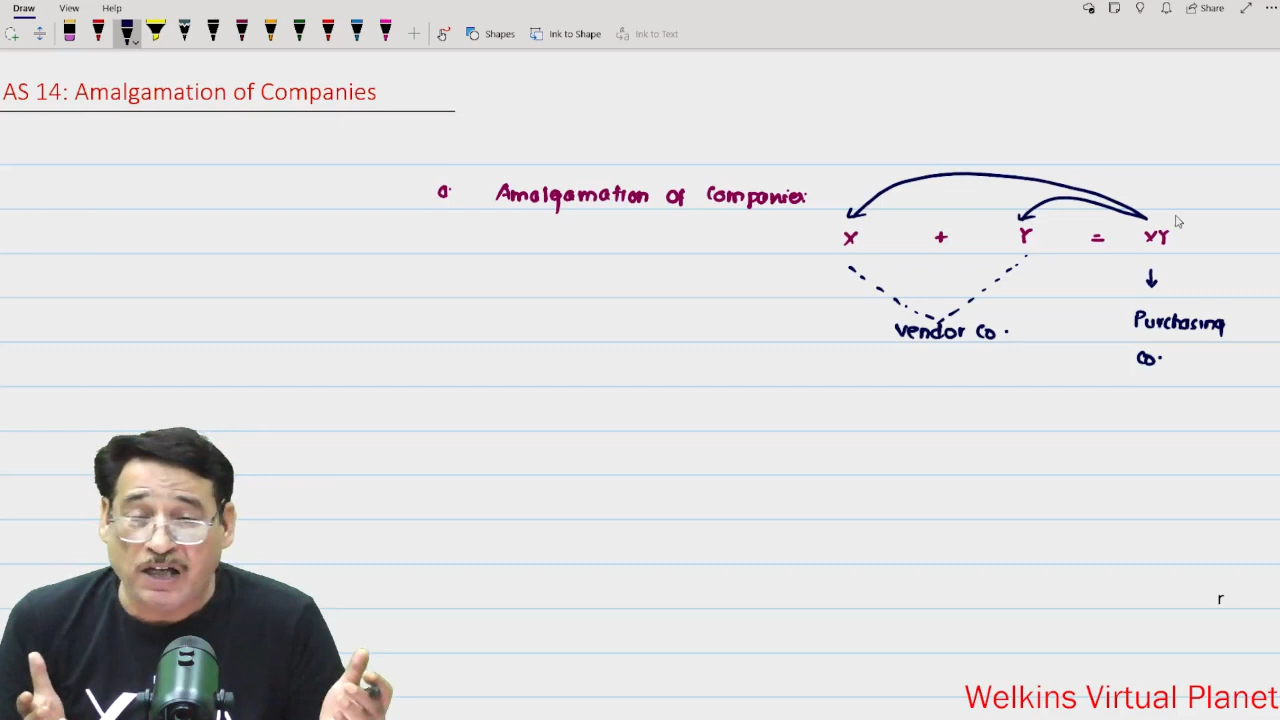 Draw View Help
Share
Shapes Ink to Shape Ink to Text
AS 14: Amalgamation of Companies
a. Amalgamation of Companies:
X + Y = XY
Vendor Co.
Purchasing
Co.
r
Welkins Virtual Planet